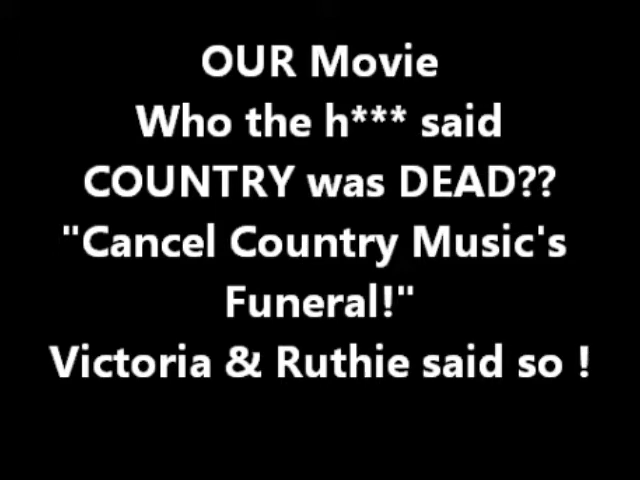 OUR Movie
Who the h*** said
COUNTRY was DEAD??
"Cancel Country Music's
Funeral!"
Victoria & Ruthie said so !